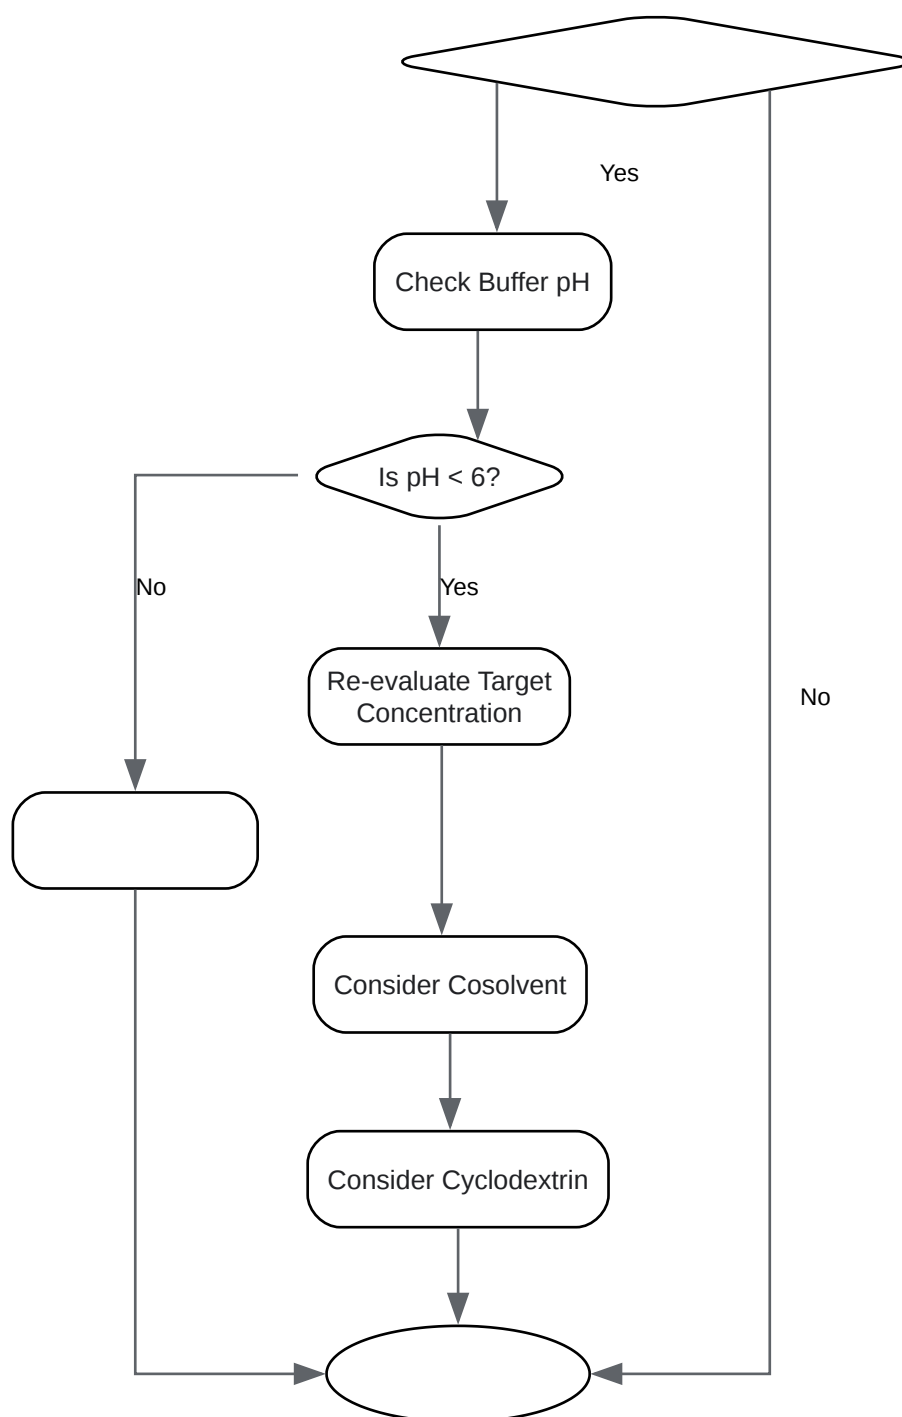 Yes
Check Buffer pH
Is pH < 6?
No
Yes
Re-evaluate Target
Concentration
No
Consider Cosolvent
Consider Cyclodextrin